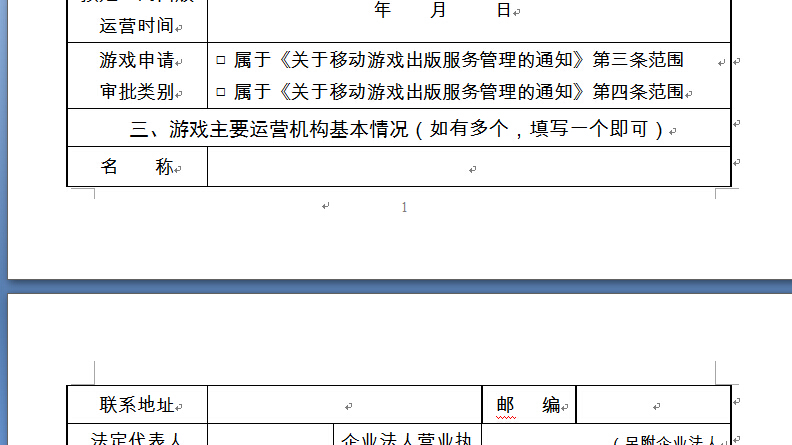 年 月 日
运营时间
游戏申请
审批类别
□ 属于《关于移动游戏出版服务管理的通知》第三条范围
□ 属于《关于移动游戏出版服务管理的通知》第四条范围
三、游戏主要运营机构基本情况（如有多个，填写一个即可）
名 称
1
联系地址
邮 编
法定代表人
企业法人营业执
（另附企业法人